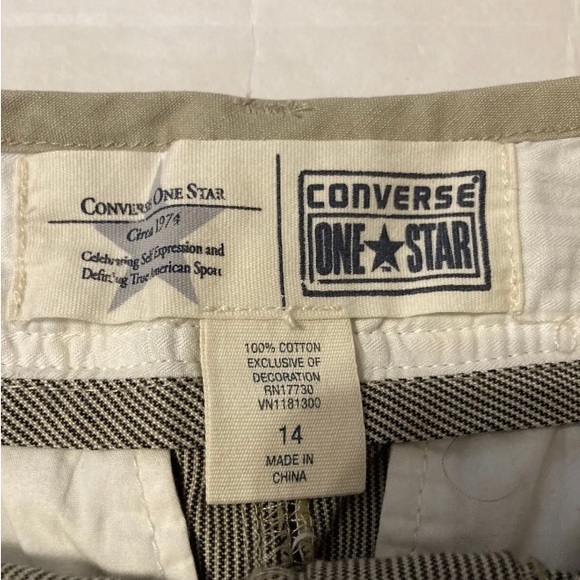 CONVERSE ONE STAR
Circa 1974
Celebrating Self Expression and
Defining True American Sport
CONVERSE®
ONE★STAR
™
100% COTTON
EXCLUSIVE OF
DECORATION
RN17730
VN1181300
14
MADE IN
CHINA